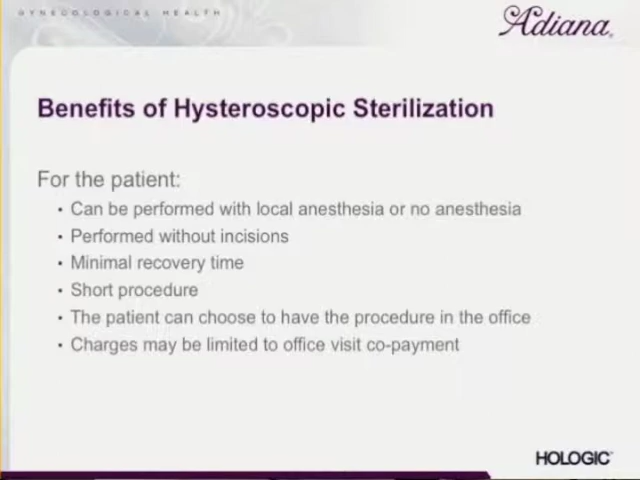 GYNECOLOGICAL HEALTH
Adiana®
Benefits of Hysteroscopic Sterilization
For the patient:
• Can be performed with local anesthesia or no anesthesia
• Performed without incisions
• Minimal recovery time
• Short procedure
• The patient can choose to have the procedure in the office
• Charges may be limited to office visit co-payment
HOLOGIC™